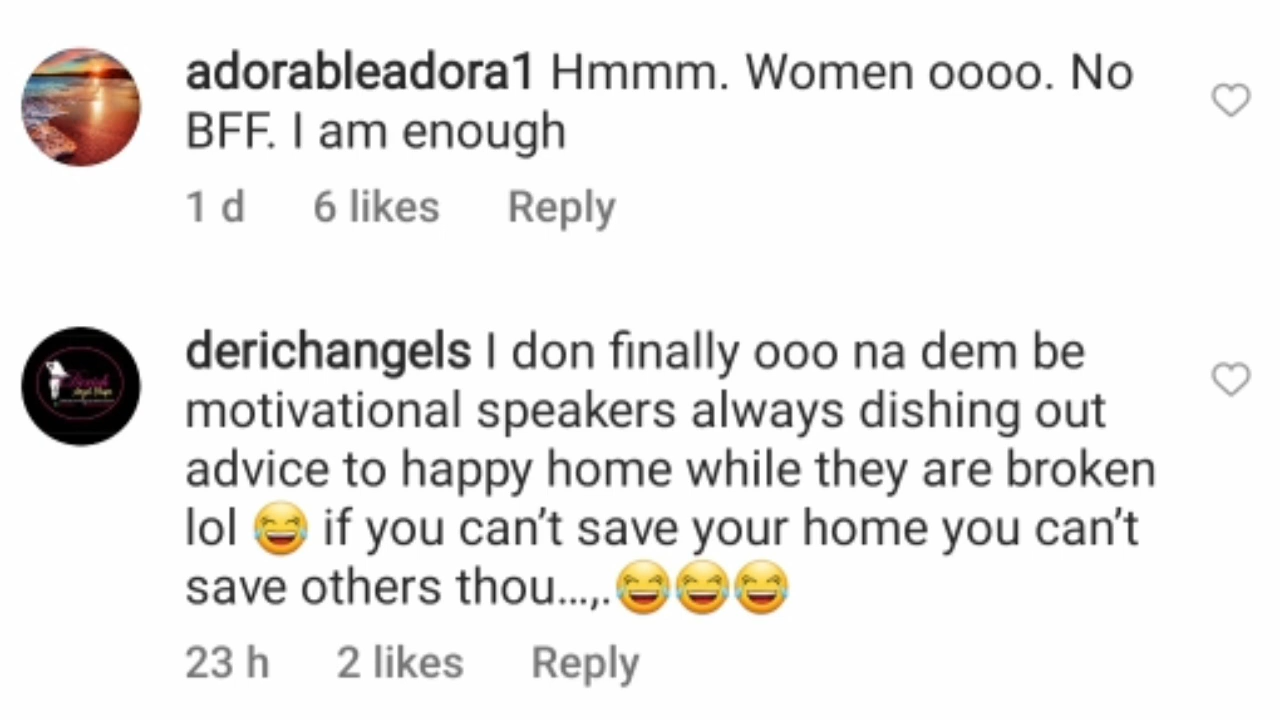 adorableadora1 Hmmm. Women oooo. No
BFF. I am enough
1 d 6 likes Reply
derichangels I don finally ooo na dem be
motivational speakers always dishing out
advice to happy home while they are broken
lol 😂 if you can’t save your home you can’t
save others thou...,.😂😂😂
23 h 2 likes Reply